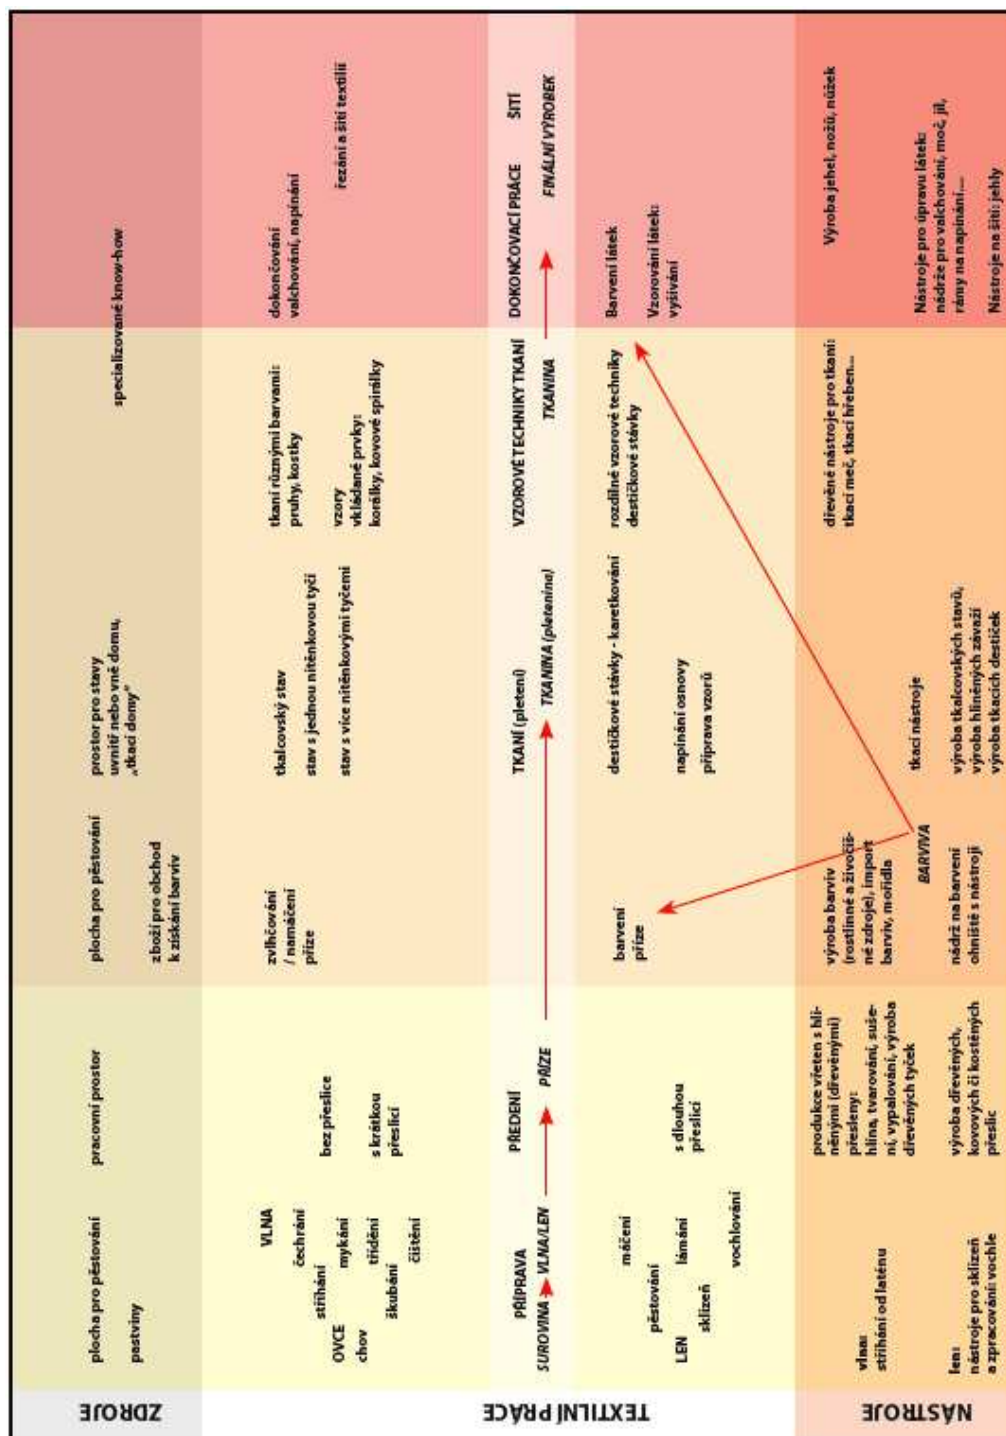 ZDROJE
plocha pro pěstování
pastviny
pracovní prostor
plocha pro pěstování
zboží pro obchod
k získání barviv
prostor pro stavy
uvnitř nebo vně domu,
„tkací domy“
specializované know-how
TEXTILNÍ PRÁCE
VLNA
čechrání
stříhání
OVCE
mykání
chov
třídění
škubání
čištění
bez přeslice
s krátkou
přeslicí
zvlhčování
/ namáčení
příze
tkalcovský stav
stav s jednou nitěnkovou tyčí
stav s více nitěnkovými tyčemi
tkaní různými barvami:
pruhy, kostky
vzory
vkládané prvky:
korálky, kovové spirálky
dokončování
valchování, napínání
řezání a šití textilií
PŘÍPRAVA
PŘEDENÍ
TKANÍ (pletení)
VZOROVÉ TECHNIKY TKANÍ
DOKONČOVACÍ PRÁCE
ŠITÍ
SUROVINA
VLNA/LEN
PŘÍZE
TKANINA (pletenina)
TKANINA
FINÁLNÍ VÝROBEK
máčení
pěstování
LEN
lámání
sklizeň
vochlování
s dlouhou
přeslicí
barvení
příze
destičkové stávky - karetkování
napínání osnovy
příprava vzorů
rozdílné vzorové techniky
destičkové stávky
Barvení látek
Vzorování látek:
vyšívání
NÁSTROJE
vlna:
stříhání od laténu
len:
nástroje pro sklizeň
a zpracování: vochle
produkce vřeten s hli-
něnými (dřevěnými)
přesleny:
hlína, tvarování, suše-
ní, vypalování, výroba
dřevěných tyček
výroba dřevěných,
kovových či kostěných
přeslic
výroba barviv
(rostlinné a živočiš-
né zdroje), import
barviv, mořidla
BARVIVA
nádrž na barvení
ohniště s nástroji
tkací nástroje
výroba tkalcovských stavů,
výroba hliněných závaží
výroba tkacích destiček
dřevěné nástroje pro tkaní:
tkací meč, tkací hřeben...
Výroba jehel, nožů, nůžek
Nástroje pro úpravu látek:
nádrže pro valchování, moč, jíl,
rámy na napínání....
Nástroje na šití: jehly